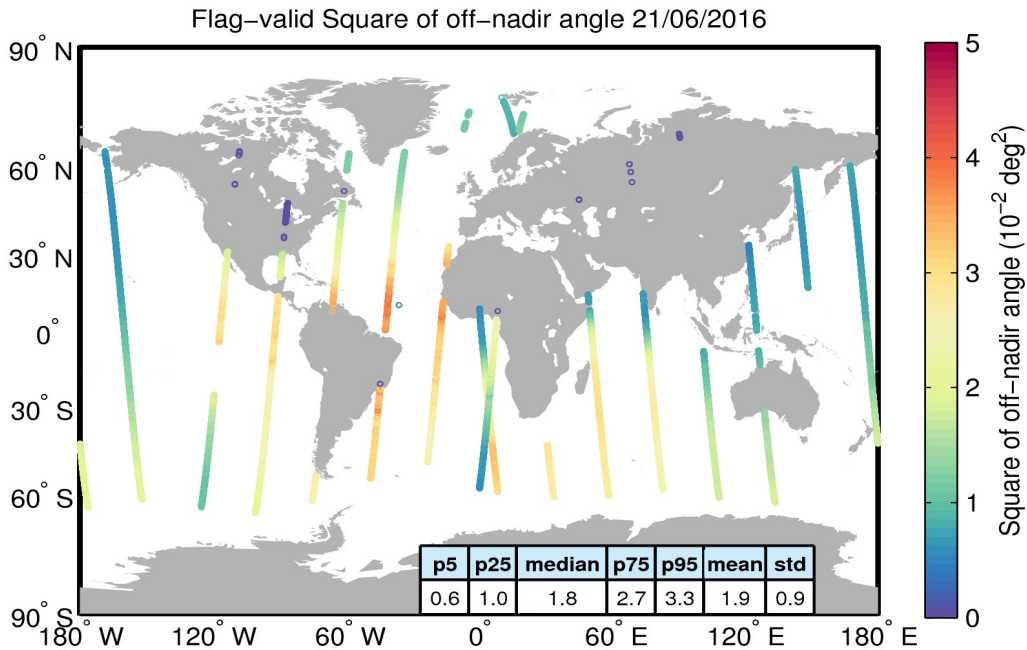 Flag−valid Square of off−nadir angle 21/06/2016
90° N
60° N
30° N
0°
30° S
60° S
90° S
180° W
120° W
60° W
0°
60° E
120° E
180° E
p5 p25 median p75 p95 mean std
0.6 1.0 1.8 2.7 3.3 1.9 0.9
5
4
3
2
1
0
Square of off−nadir angle (10⁻² deg²)